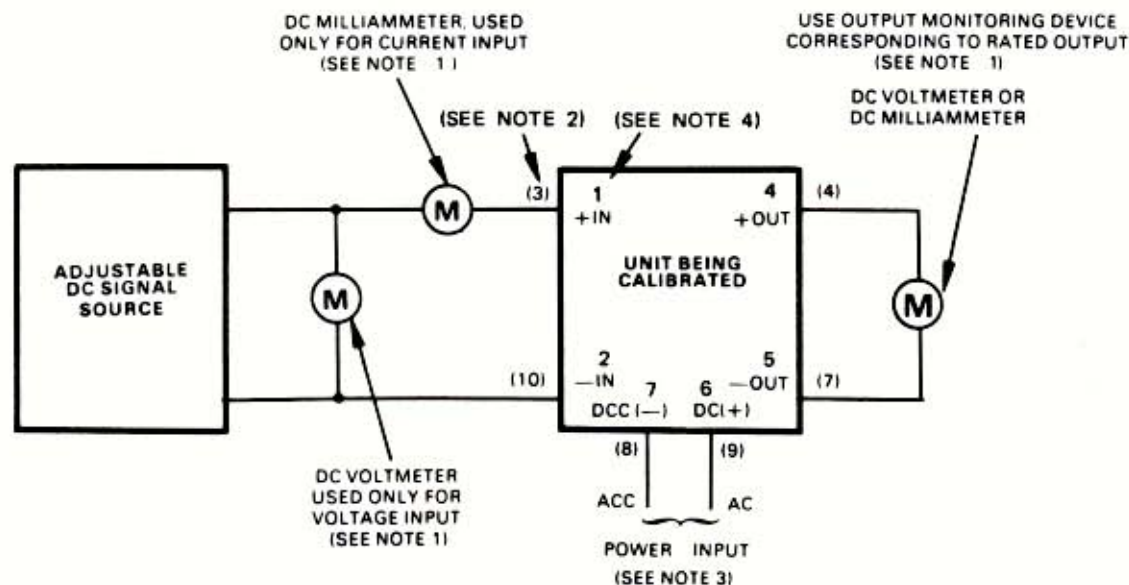 DC MILLIAMMETER, USED
ONLY FOR CURRENT INPUT
(SEE NOTE 1 )
USE OUTPUT MONITORING DEVICE
CORRESPONDING TO RATED OUTPUT
(SEE NOTE 1)
DC VOLTMETER OR
DC MILLIAMMETER
(SEE NOTE 2)
(SEE NOTE 4)
(3)
M
1
+IN
4
+OUT
(4)
ADJUSTABLE
DC SIGNAL
SOURCE
M
UNIT BEING
CALIBRATED
M
(10)
2
—IN
7
DCC (—)
6
DC(+)
5
—OUT
(7)
(8)
(9)
DC VOLTMETER
USED ONLY FOR
VOLTAGE INPUT
(SEE NOTE 1)
ACC
AC
POWER INPUT
(SEE NOTE 3)